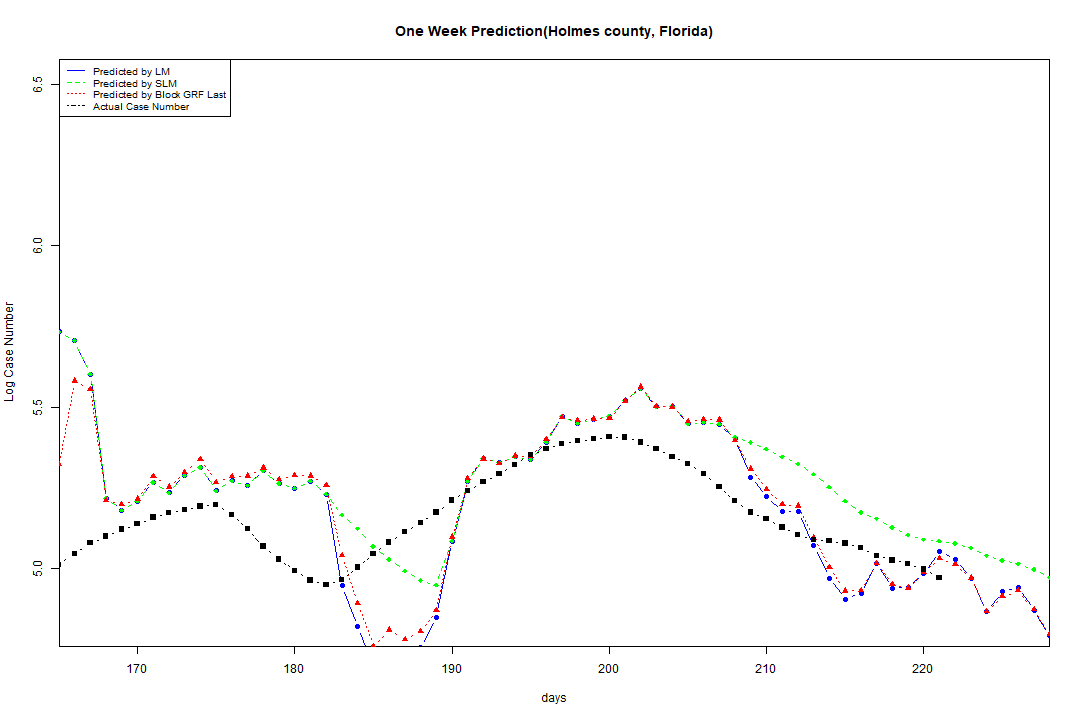 One Week Prediction(Holmes county, Florida)
Predicted by LM
Predicted by SLM
Predicted by Block GRF Last
Actual Case Number
6.5
6.0
5.5
5.0
Log Case Number
170 180 190 200 210 220
days